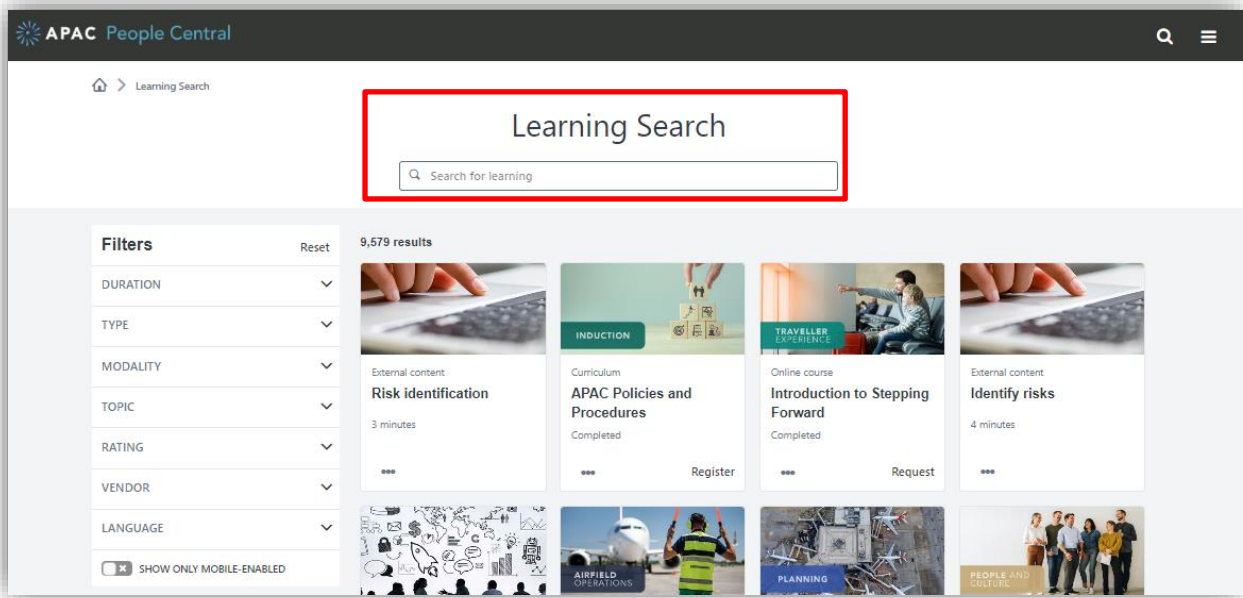 APAC People Central
Learning Search
Learning Search
Search for learning
Filters
Reset
DURATION
TYPE
MODALITY
TOPIC
RATING
VENDOR
LANGUAGE
SHOW ONLY MOBILE-ENABLED
9,579 results
External content
Risk identification
3 minutes
INDUCTION
Curriculum
APAC Policies and
Procedures
Completed
Register
TRAVELLER
EXPERIENCE
Online course
Introduction to Stepping
Forward
Completed
Request
External content
Identify risks
4 minutes
AIRFIELD
OPERATIONS
PLANNING
PEOPLE AND
CULTURE